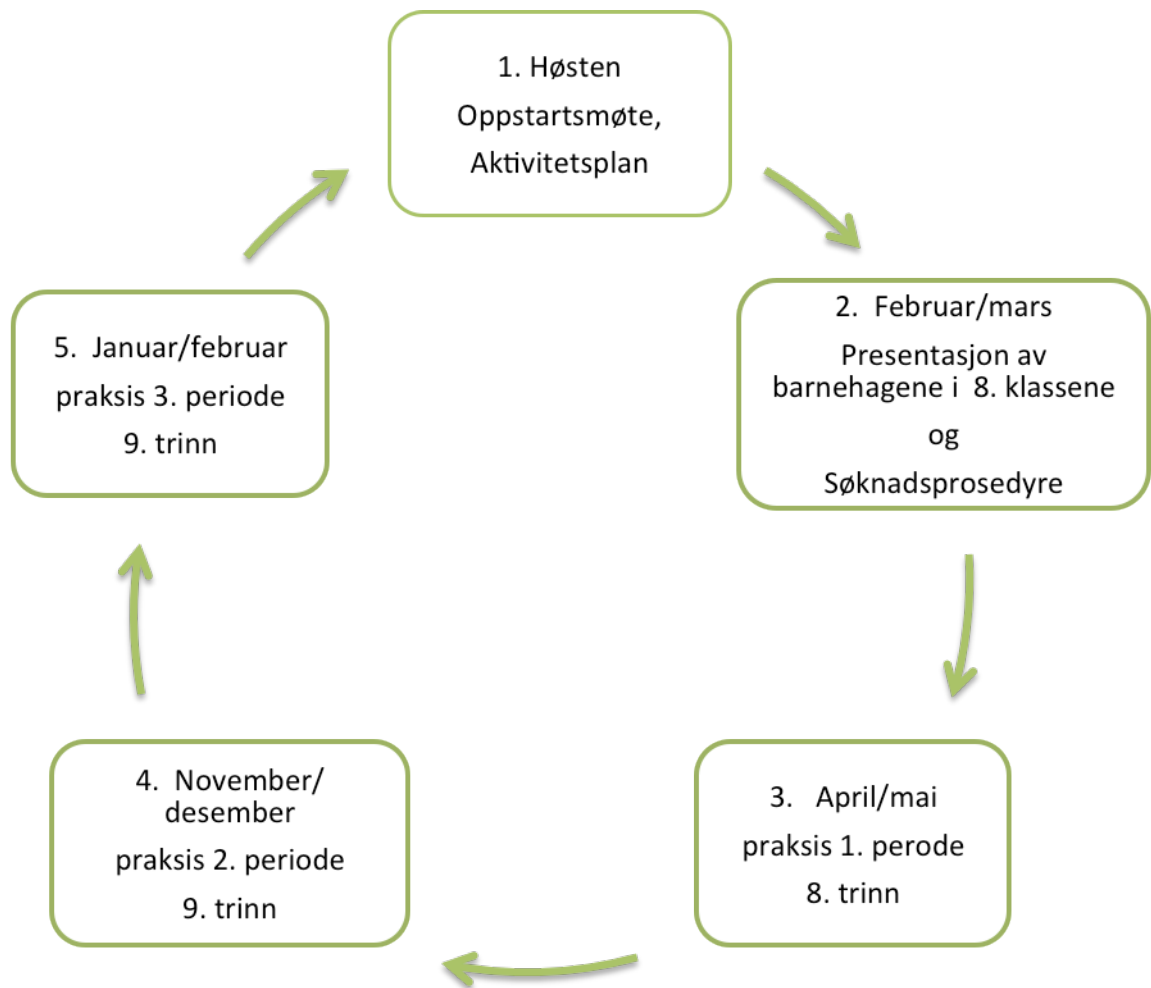 1. Høsten
Oppstartsmøte,
Aktivitetsplan
2. Februar/mars
Presentasjon av
barnehagene i 8. klassene
og
Søknadsprosedyre
3. April/mai
praksis 1. perode
8. trinn
4. November/
desember
praksis 2. periode
9. trinn
5. Januar/februar
praksis 3. periode
9. trinn